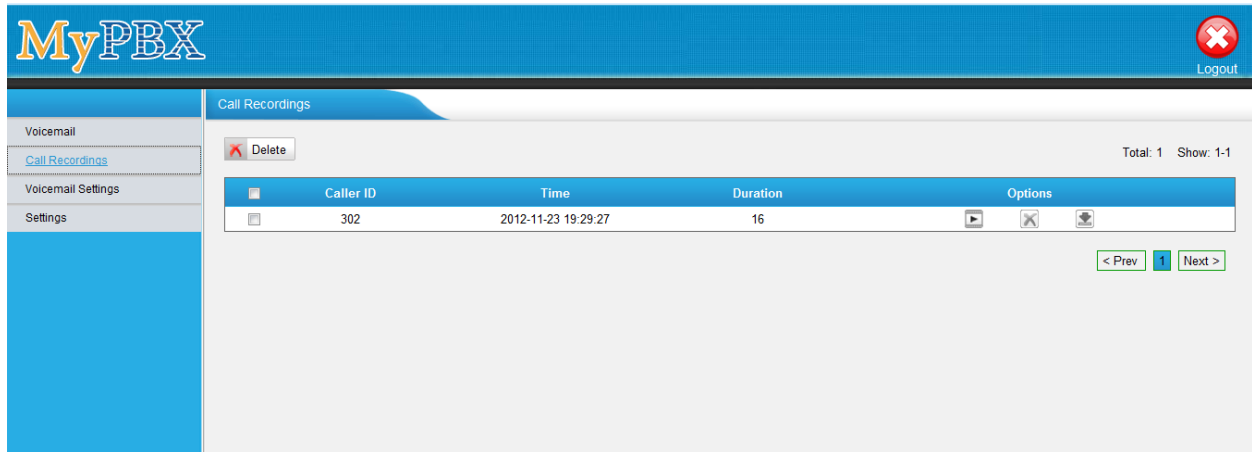 MyPBX
Logout
Call Recordings
Voicemail
Call Recordings
Voicemail Settings
Settings
Delete
Total: 1 Show: 1-1
Caller ID Time Duration Options
302 2012-11-23 19:29:27 16
< Prev 1 Next >